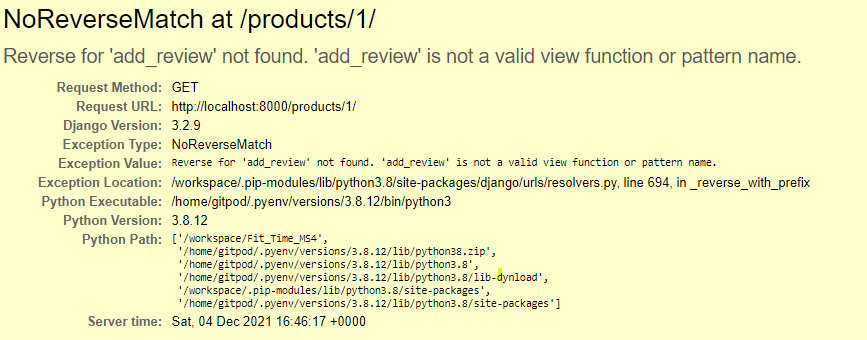 NoReverseMatch at /products/1/
Reverse for 'add_review' not found. 'add_review' is not a valid view function or pattern name.
Request Method: GET
Request URL: http://localhost:8000/products/1/
Django Version: 3.2.9
Exception Type: NoReverseMatch
Exception Value: Reverse for 'add_review' not found. 'add_review' is not a valid view function or pattern name.
Exception Location: /workspace/.pip-modules/lib/python3.8/site-packages/django/urls/resolvers.py, line 694, in _reverse_with_prefix
Python Executable: /home/gitpod/.pyenv/versions/3.8.12/bin/python3
Python Version: 3.8.12
Python Path: ['/workspace/Fit_Time_MS4',
'/home/gitpod/.pyenv/versions/3.8.12/lib/python38.zip',
'/home/gitpod/.pyenv/versions/3.8.12/lib/python3.8',
'/home/gitpod/.pyenv/versions/3.8.12/lib/python3.8/lib-dynload',
'/workspace/.pip-modules/lib/python3.8/site-packages',
'/home/gitpod/.pyenv/versions/3.8.12/lib/python3.8/site-packages']
Server time: Sat, 04 Dec 2021 16:46:17 +0000